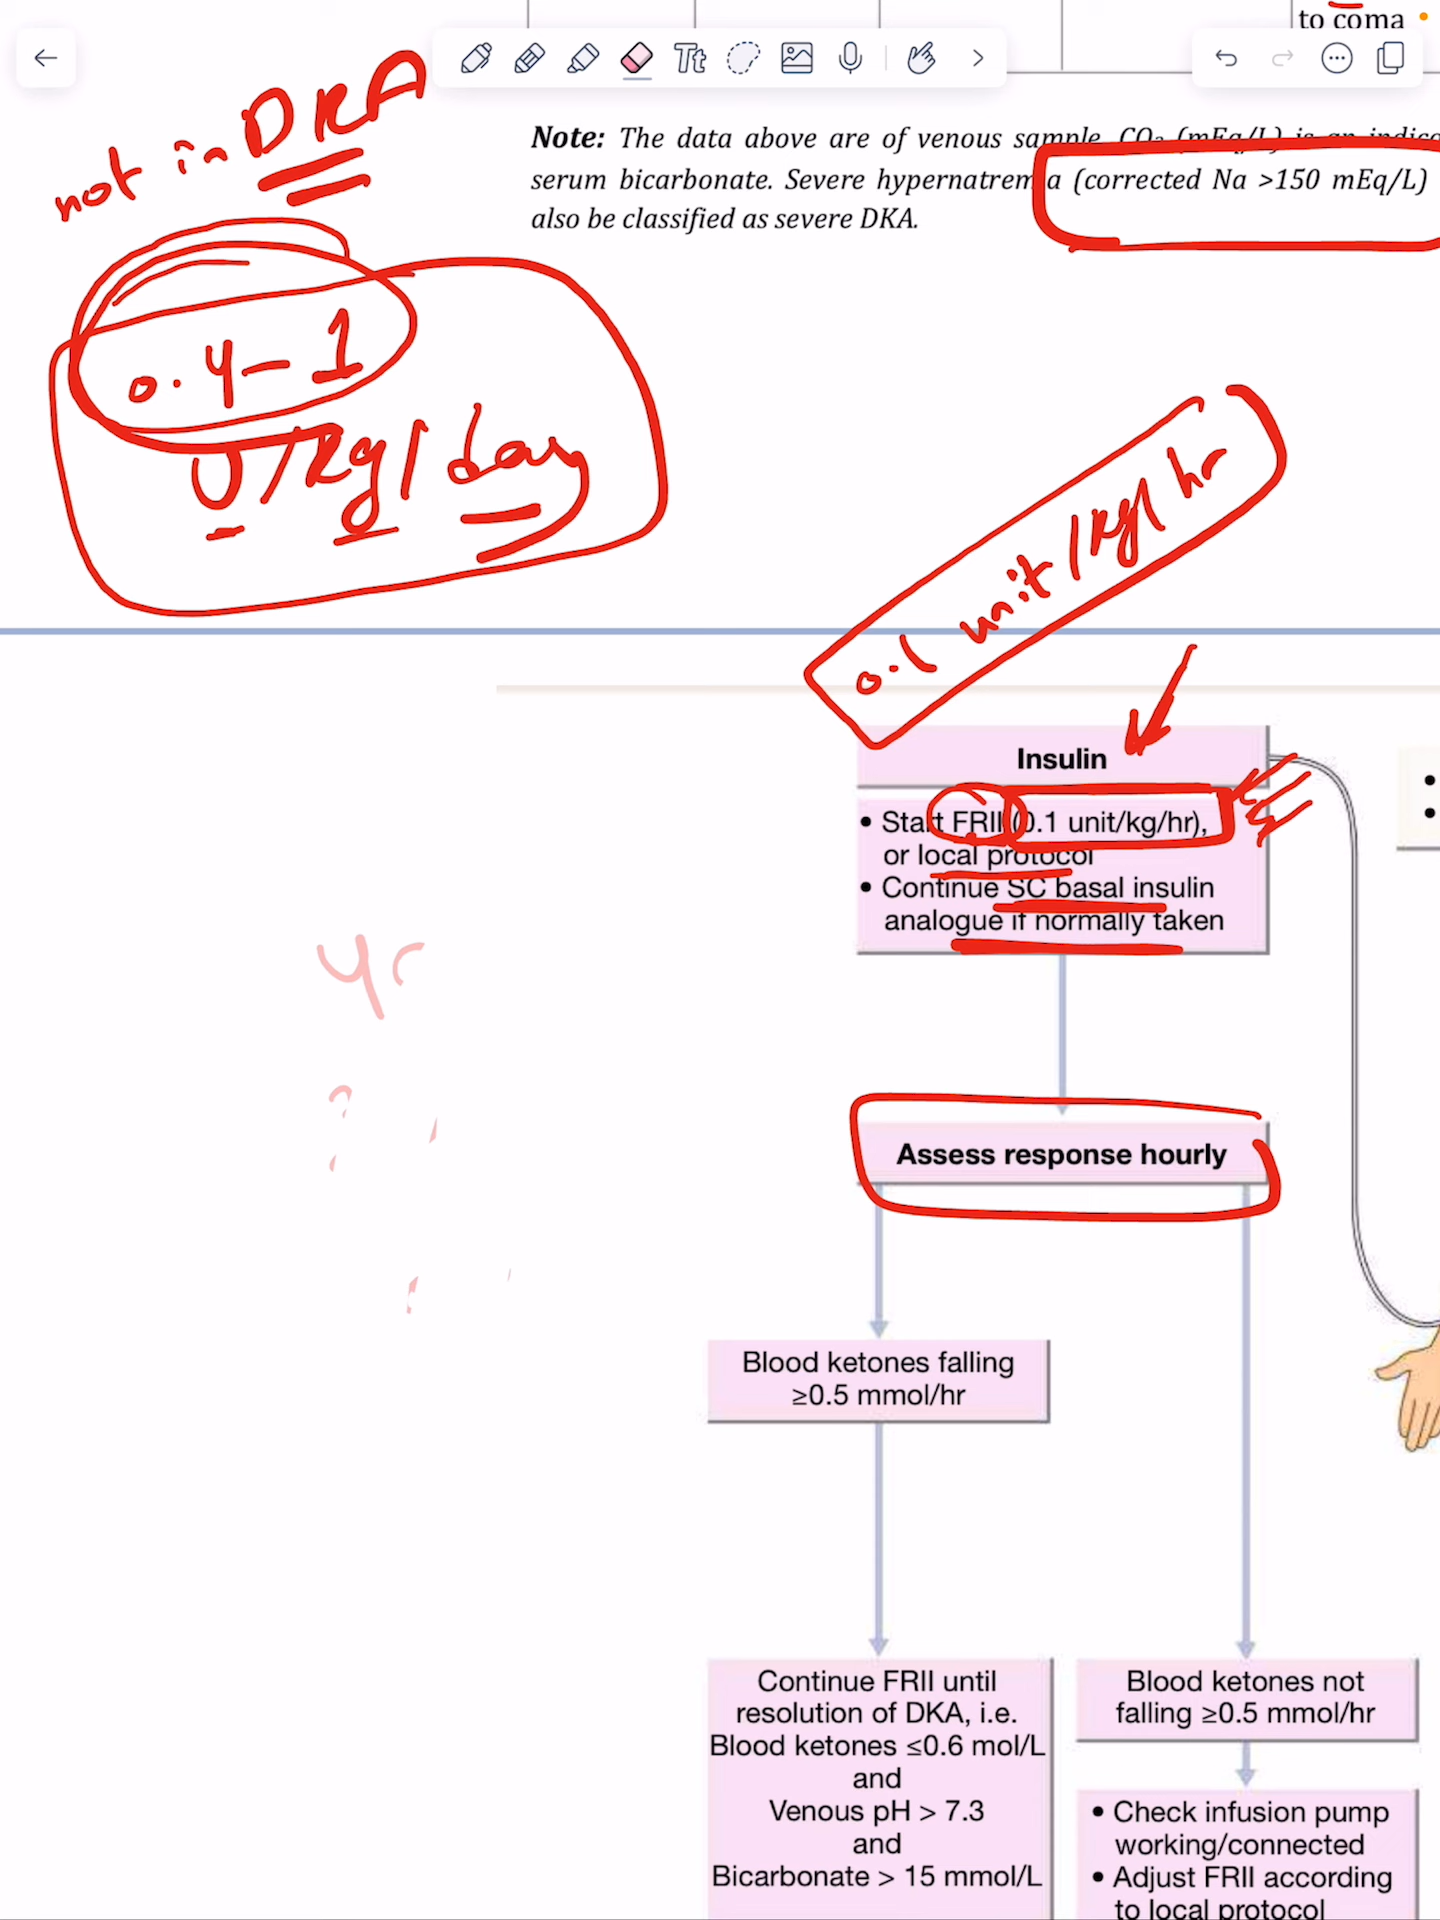 to coma
not in DKA
Note: The data above are of venous sample. CO₂ (mEq/L) is an indica
serum bicarbonate. Severe hypernatremia (corrected Na >150 mEq/L)
also be classified as severe DKA.
0.4 – 1
U/kg/day
0.1 unit/kg/hr
Insulin
• Start FRII (0.1 unit/kg/hr),
or local protocol
• Continue SC basal insulin
analogue if normally taken
Assess response hourly
Blood ketones falling
≥0.5 mmol/hr
Continue FRII until
resolution of DKA, i.e.
Blood ketones ≤0.6 mol/L
and
Venous pH > 7.3
and
Bicarbonate > 15 mmol/L
Blood ketones not
falling ≥0.5 mmol/hr
• Check infusion pump
working/connected
• Adjust FRII according
to local protocol